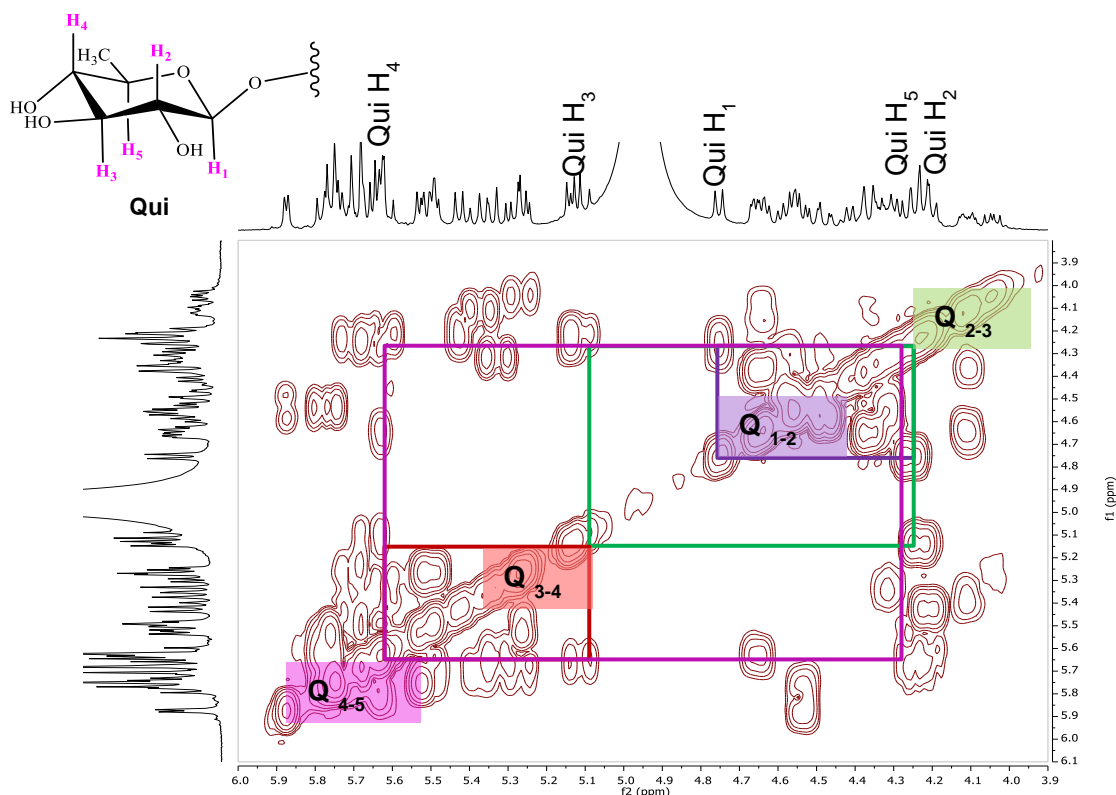 H₄
H₃C
H₂
O
O
HO
HO
OH
H₃
H₅
H₁
Qui
Qui H₄
Qui H₃
Qui H₁
Qui H₅
Qui H₂
Q 2-3
Q 1-2
Q 3-4
Q 4-5
3.9
4.0
4.1
4.2
4.3
4.4
4.5
4.6
4.7
4.8
4.9
5.0
5.1
5.2
5.3
5.4
5.5
5.6
5.7
5.8
5.9
6.0
6.1
f1 (ppm)
6.0 5.9 5.8 5.7 5.6 5.5 5.4 5.3 5.2 5.1 5.0 4.9 4.8 4.7 4.6 4.5 4.4 4.3 4.2 4.1 4.0 3.9
f2 (ppm)